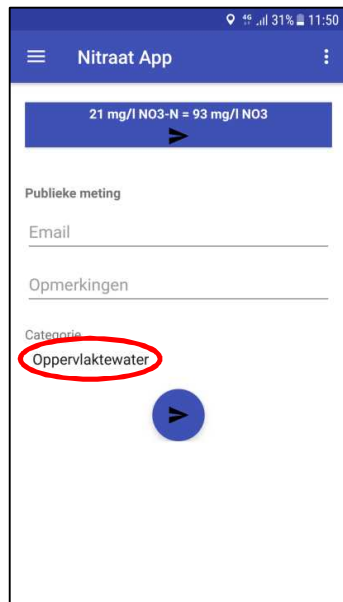 4G 31% 11:50
Nitraat App
21 mg/l NO3-N = 93 mg/l NO3
Publieke meting
Email
Opmerkingen
Categorie
Oppervlaktewater